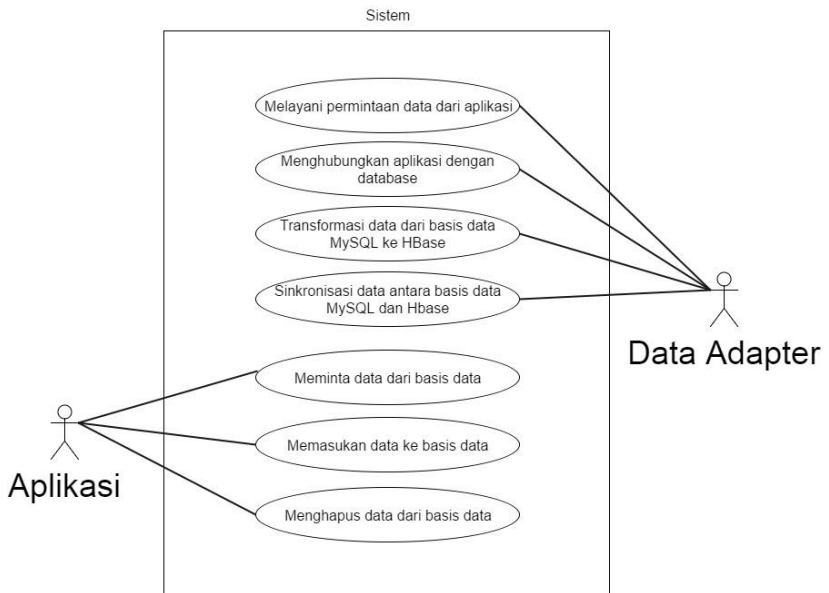 Sistem
Melayani permintaan data dari aplikasi
Menghubungkan aplikasi dengan
database
Transformasi data dari basis data
MySQL ke HBase
Sinkronisasi data antara basis data
MySQL dan Hbase
Data Adapter
Meminta data dari basis data
Memasukan data ke basis data
Aplikasi
Menghapus data dari basis data